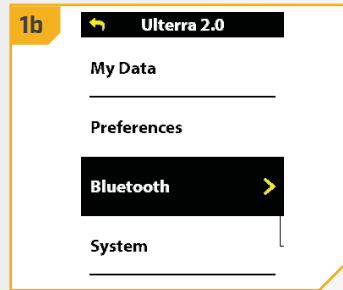 1b
Ulterra 2.0
My Data
Preferences
Bluetooth
System